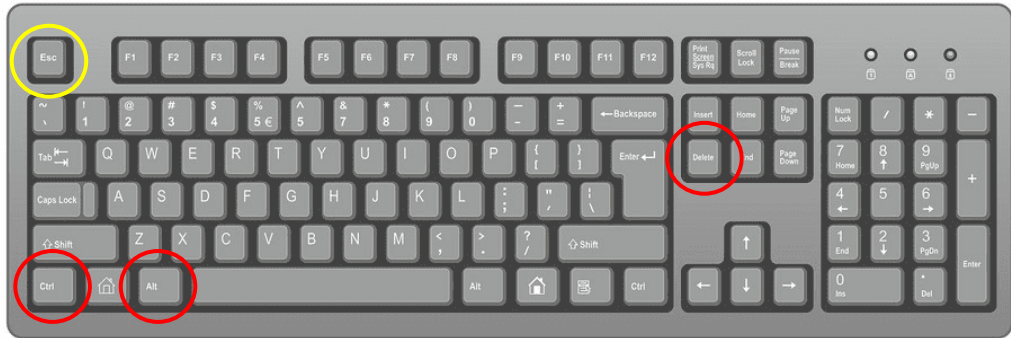 Esc F1 F2 F3 F4 F5 F6 F7 F8 F9 F10 F11 F12
Print
Screen
Sys Rq
Scroll
Lock
Pause
Break
1 A
~ ! @ # $ % ^ & * ( ) — +
` 1 2 3 4 5 € 5 7 8 9 0 - = ←Backspace
Insert Home
Page
Up
Num
Lock
/ * −
Tab Q W E R T Y U I O P { } Enter
[ ]
Delete nd
Page
Down
7 8 9 +
Home ↑ PgUp
Caps Lock A S D F G H J K L : " ¦
; ' \
4 5 6
← →
⇧ Shift Z X C V B N M < > ? ⇧ Shift
, . /
↑
1 2 3 Enter
End ↓ PgDn
Ctrl Alt Alt Ctrl
← ↓ →
0 .
Ins Del